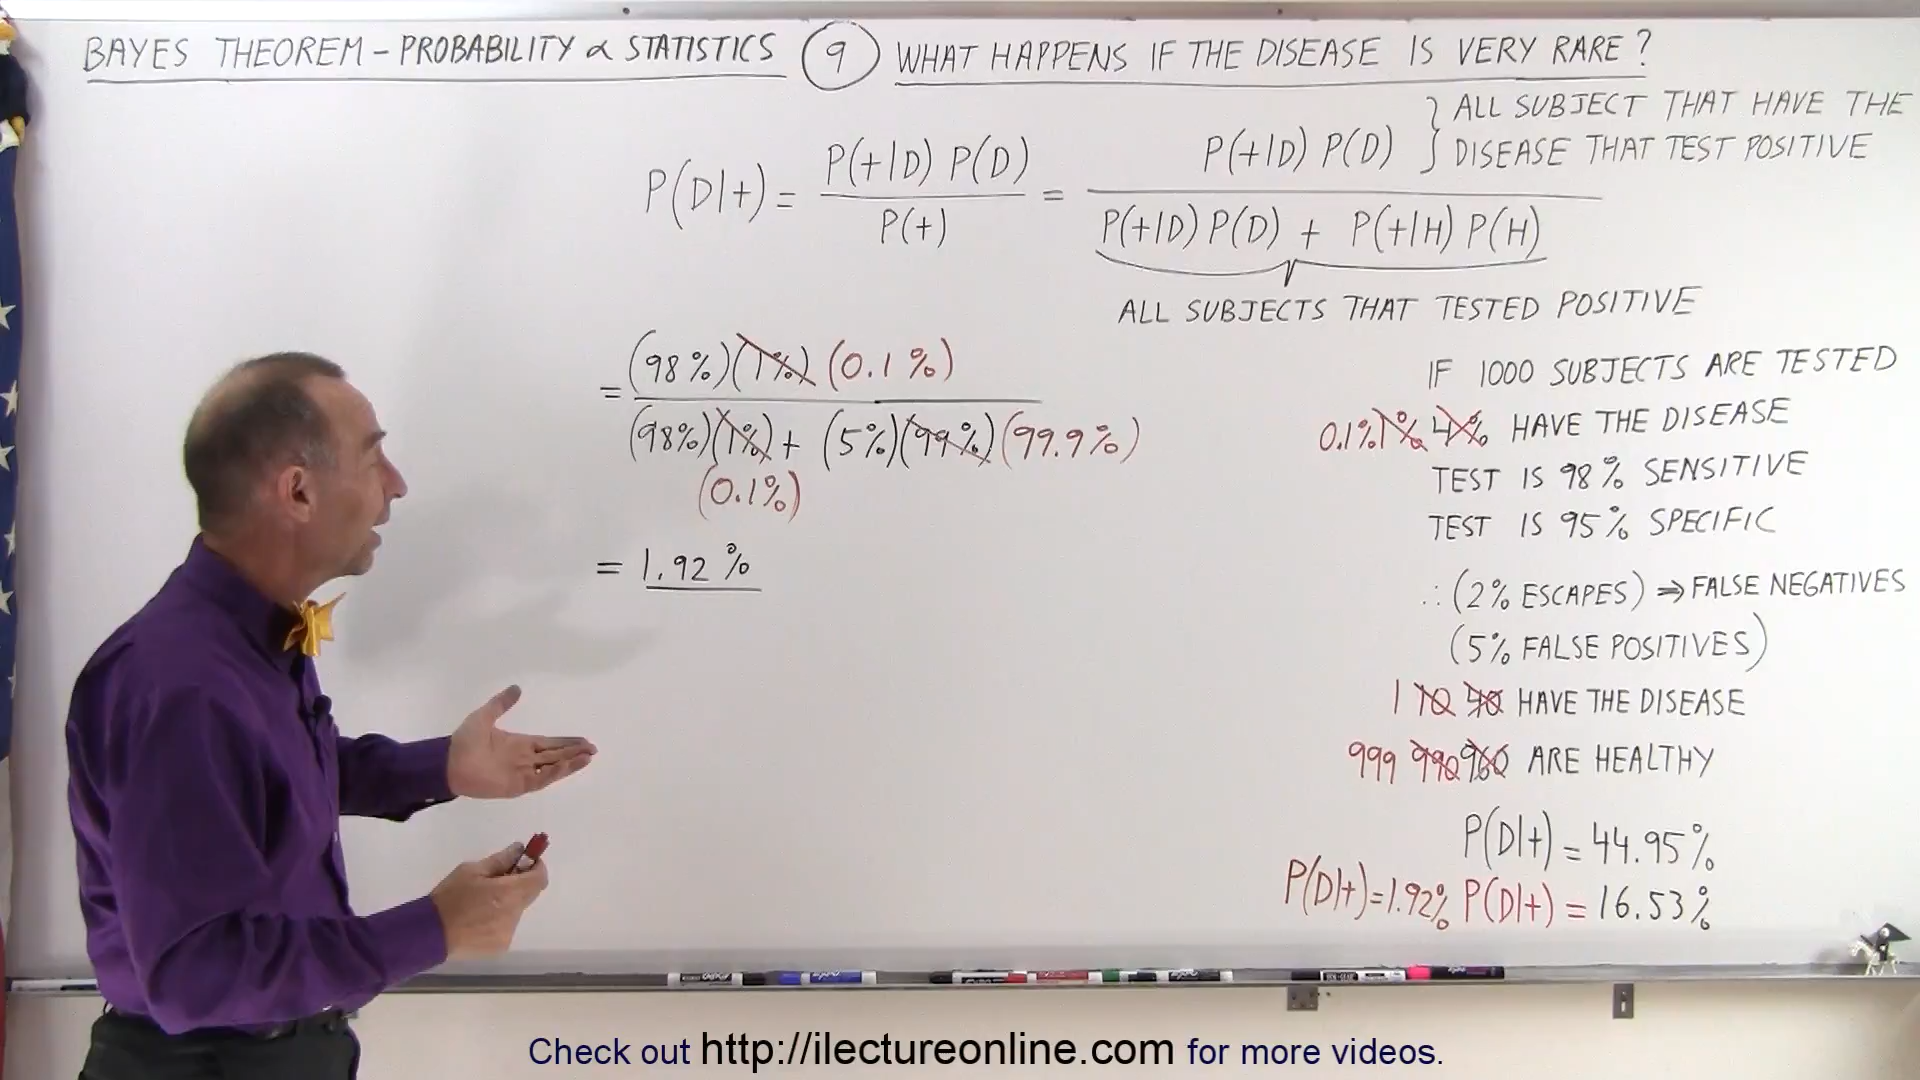 BAYES THEOREM - PROBABILITY & STATISTICS 9 WHAT HAPPENS IF THE DISEASE IS VERY RARE?
P(D|+) = P(+|D) P(D) / P(+) = P(+|D) P(D) / P(+|D) P(D) + P(+|H) P(H)
} ALL SUBJECT THAT HAVE THE
DISEASE THAT TEST POSITIVE
ALL SUBJECTS THAT TESTED POSITIVE
= (98%)(1%)(0.1%)
(98%)(1%) + (5%)(99%)(99.9%)
(0.1%)
= 1.92%
IF 1000 SUBJECTS ARE TESTED
0.1% 1% 4% HAVE THE DISEASE
TEST IS 98% SENSITIVE
TEST IS 95% SPECIFIC
∴ (2% ESCAPES) ⇒ FALSE NEGATIVES
(5% FALSE POSITIVES)
1 10 40 HAVE THE DISEASE
999 990 960 ARE HEALTHY
P(D|+) = 44.95%
P(D|+) = 1.92% P(D|+) = 16.53%
Check out http://ilectureonline.com for more videos.